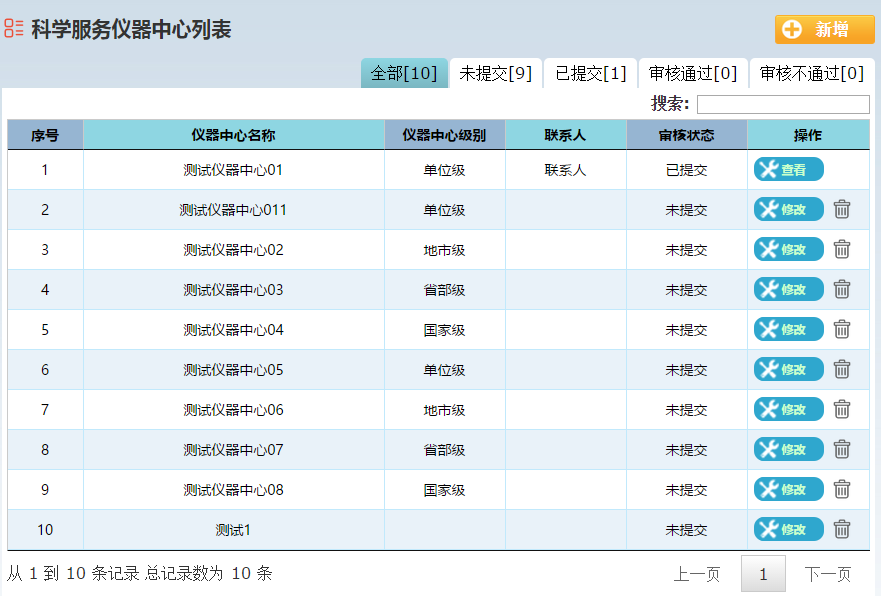 科学服务仪器中心列表
新增
全部[10] 未提交[9] 已提交[1] 审核通过[0] 审核不通过[0]
搜索:
序号 仪器中心名称 仪器中心级别 联系人 审核状态 操作
1 测试仪器中心01 单位级 联系人 已提交 查看
2 测试仪器中心011 单位级 未提交 修改
3 测试仪器中心02 地市级 未提交 修改
4 测试仪器中心03 省部级 未提交 修改
5 测试仪器中心04 国家级 未提交 修改
6 测试仪器中心05 单位级 未提交 修改
7 测试仪器中心06 地市级 未提交 修改
8 测试仪器中心07 省部级 未提交 修改
9 测试仪器中心08 国家级 未提交 修改
10 测试1 未提交 修改
从 1 到 10 条记录 总记录数为 10 条 上一页 1 下一页